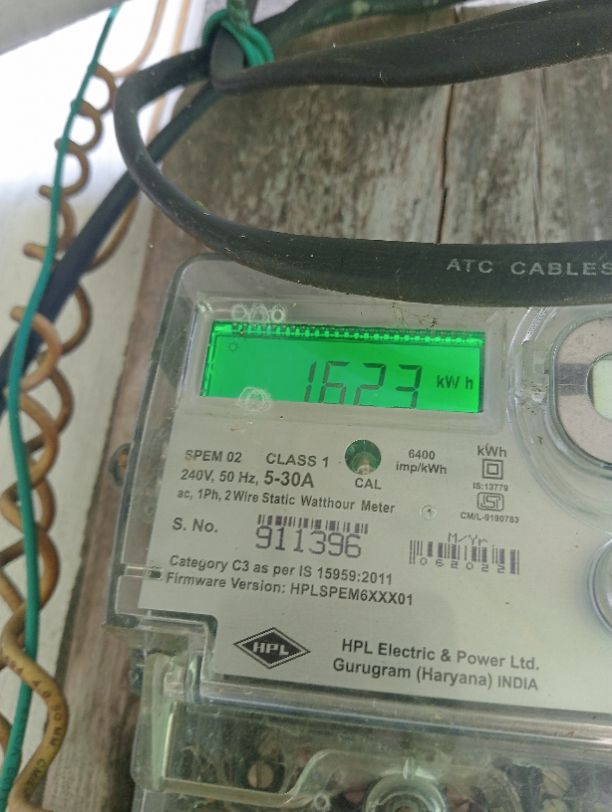 ATC CABLES
1623 kWh
SPEM 02 CLASS 1
240V, 50 Hz, 5-30A
ac, 1Ph, 2Wire Static Watthour Meter
CAL
6400
imp/kWh
kWh
IS:13779
ISI
CM/L-9190783
S. No.
911396
M/Yr
062022
Category C3 as per IS 15959:2011
Firmware Version: HPLSPEM6XXX01
HPL
HPL Electric & Power Ltd.
Gurugram (Haryana) INDIA